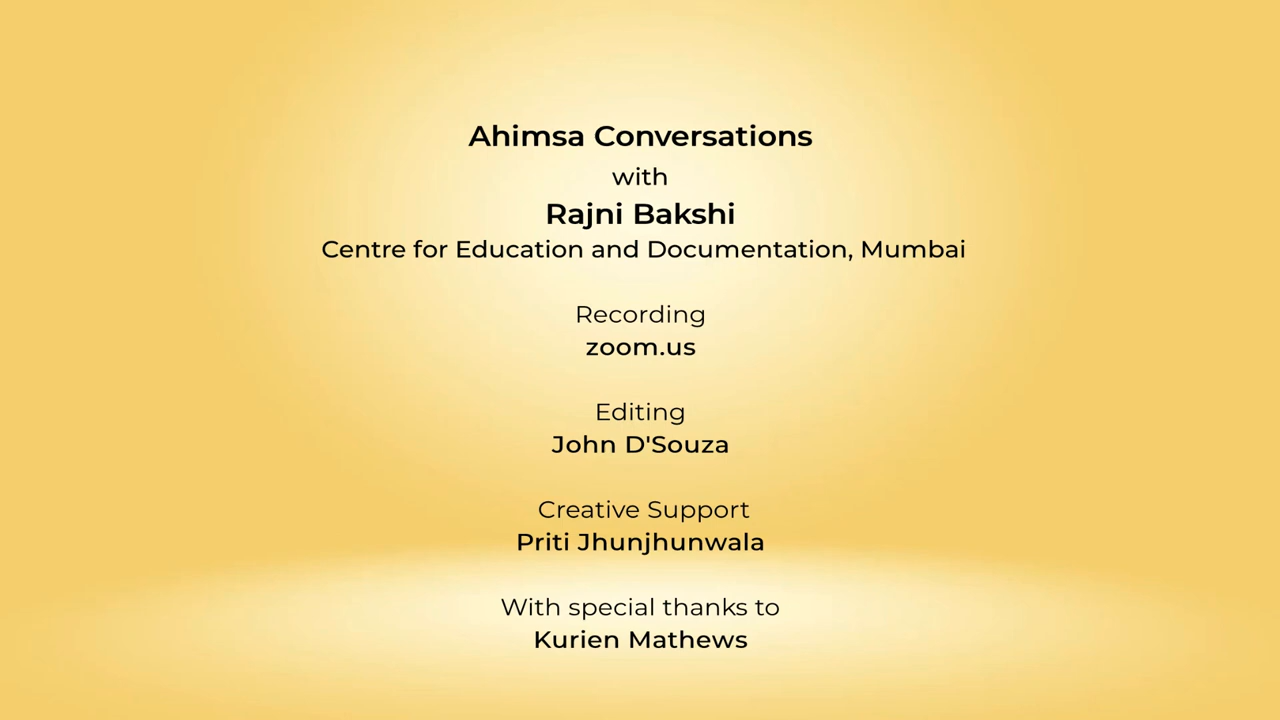 Ahimsa Conversations
with
Rajni Bakshi
Centre for Education and Documentation, Mumbai
Recording
zoom.us
Editing
John D'Souza
Creative Support
Priti Jhunjhunwala
With special thanks to
Kurien Mathews